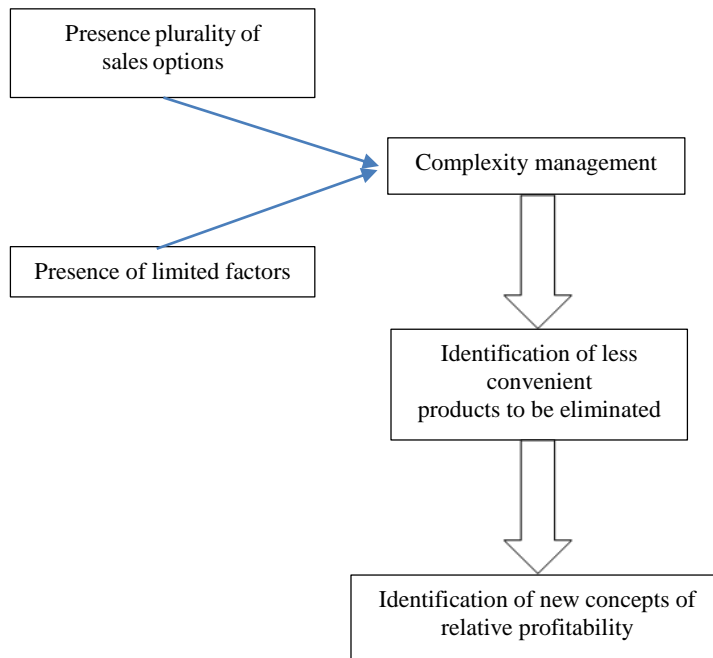 Presence plurality of
sales options
Complexity management
Presence of limited factors
Identification of less
convenient
products to be eliminated
Identification of new concepts of
relative profitability